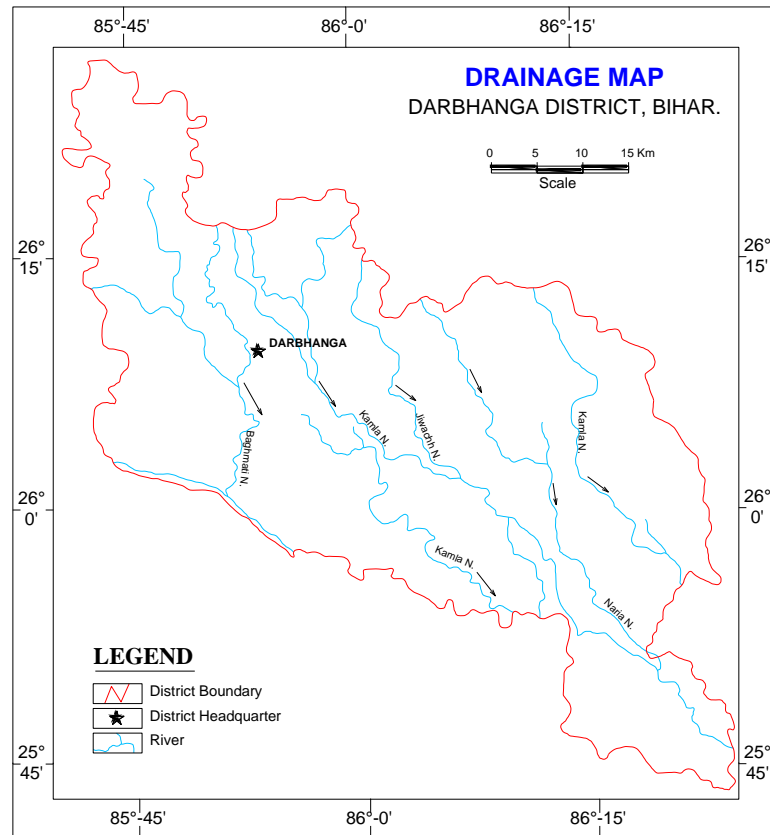 85°-45'
86°-0'
86°-15'
DRAINAGE MAP
DARBHANGA DISTRICT, BIHAR.
0 5 10 15 Km
Scale
26°
15'
26°
15'
DARBHANGA
Kamla N.
Jiwachh N.
Kamla N.
Baghmati N.
26°
0'
26°
0'
Kamla N.
Naria N.
LEGEND
District Boundary
District Headquarter
River
25°
45'
25°
45'
85°-45'
86°-0'
86°-15'